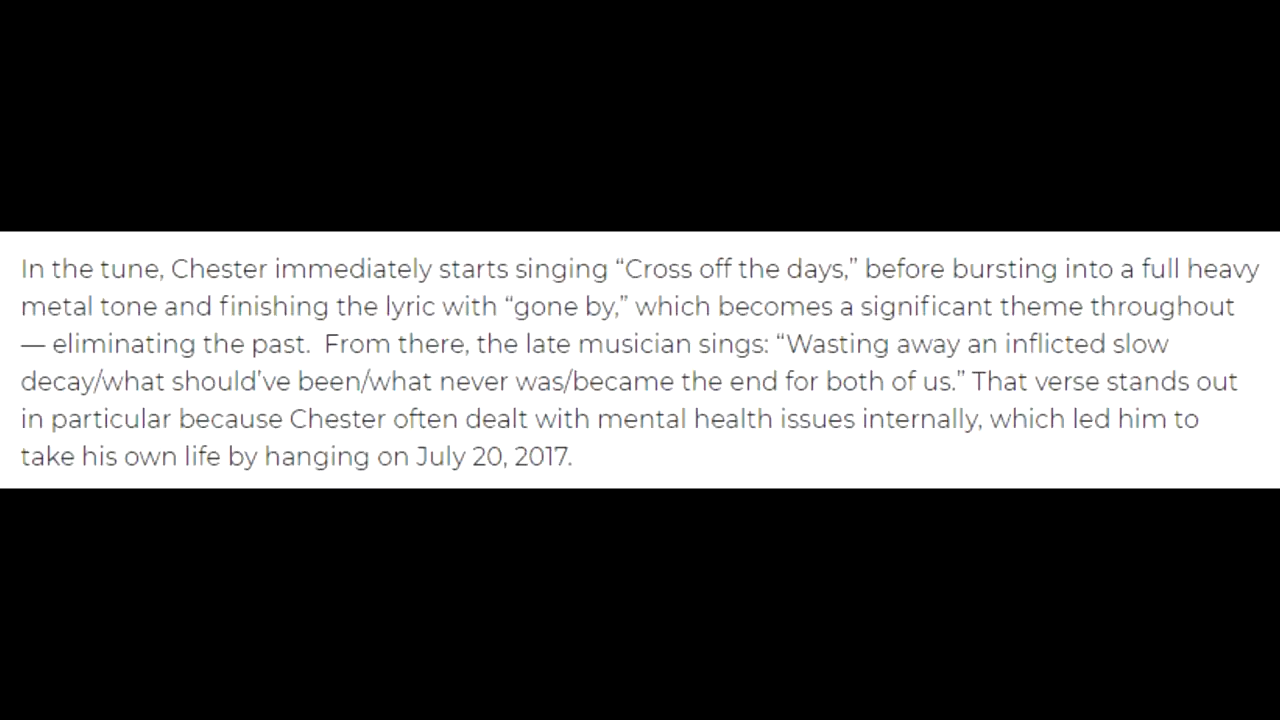 In the tune, Chester immediately starts singing “Cross off the days,” before bursting into a full heavy
metal tone and finishing the lyric with “gone by,” which becomes a significant theme throughout
— eliminating the past.  From there, the late musician sings: “Wasting away an inflicted slow
decay/what should’ve been/what never was/became the end for both of us.” That verse stands out
in particular because Chester often dealt with mental health issues internally, which led him to
take his own life by hanging on July 20, 2017.